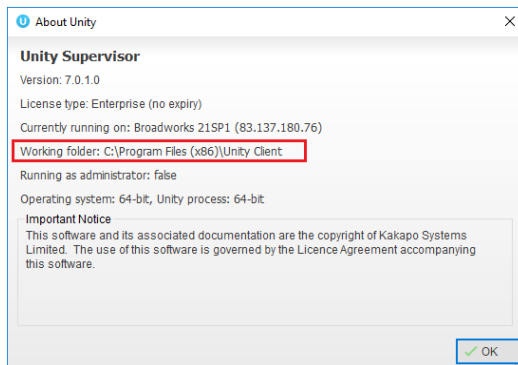 About Unity
Unity Supervisor
Version: 7.0.1.0
License type: Enterprise (no expiry)
Currently running on: Broadworks 21SP1 (83.137.180.76)
Working folder: C:\Program Files (x86)\Unity Client
Running as administrator: false
Operating system: 64-bit, Unity process: 64-bit
Important Notice
This software and its associated documentation are the copyright of Kakapo Systems
Limited. The use of this software is governed by the Licence Agreement accompanying
this software.
OK